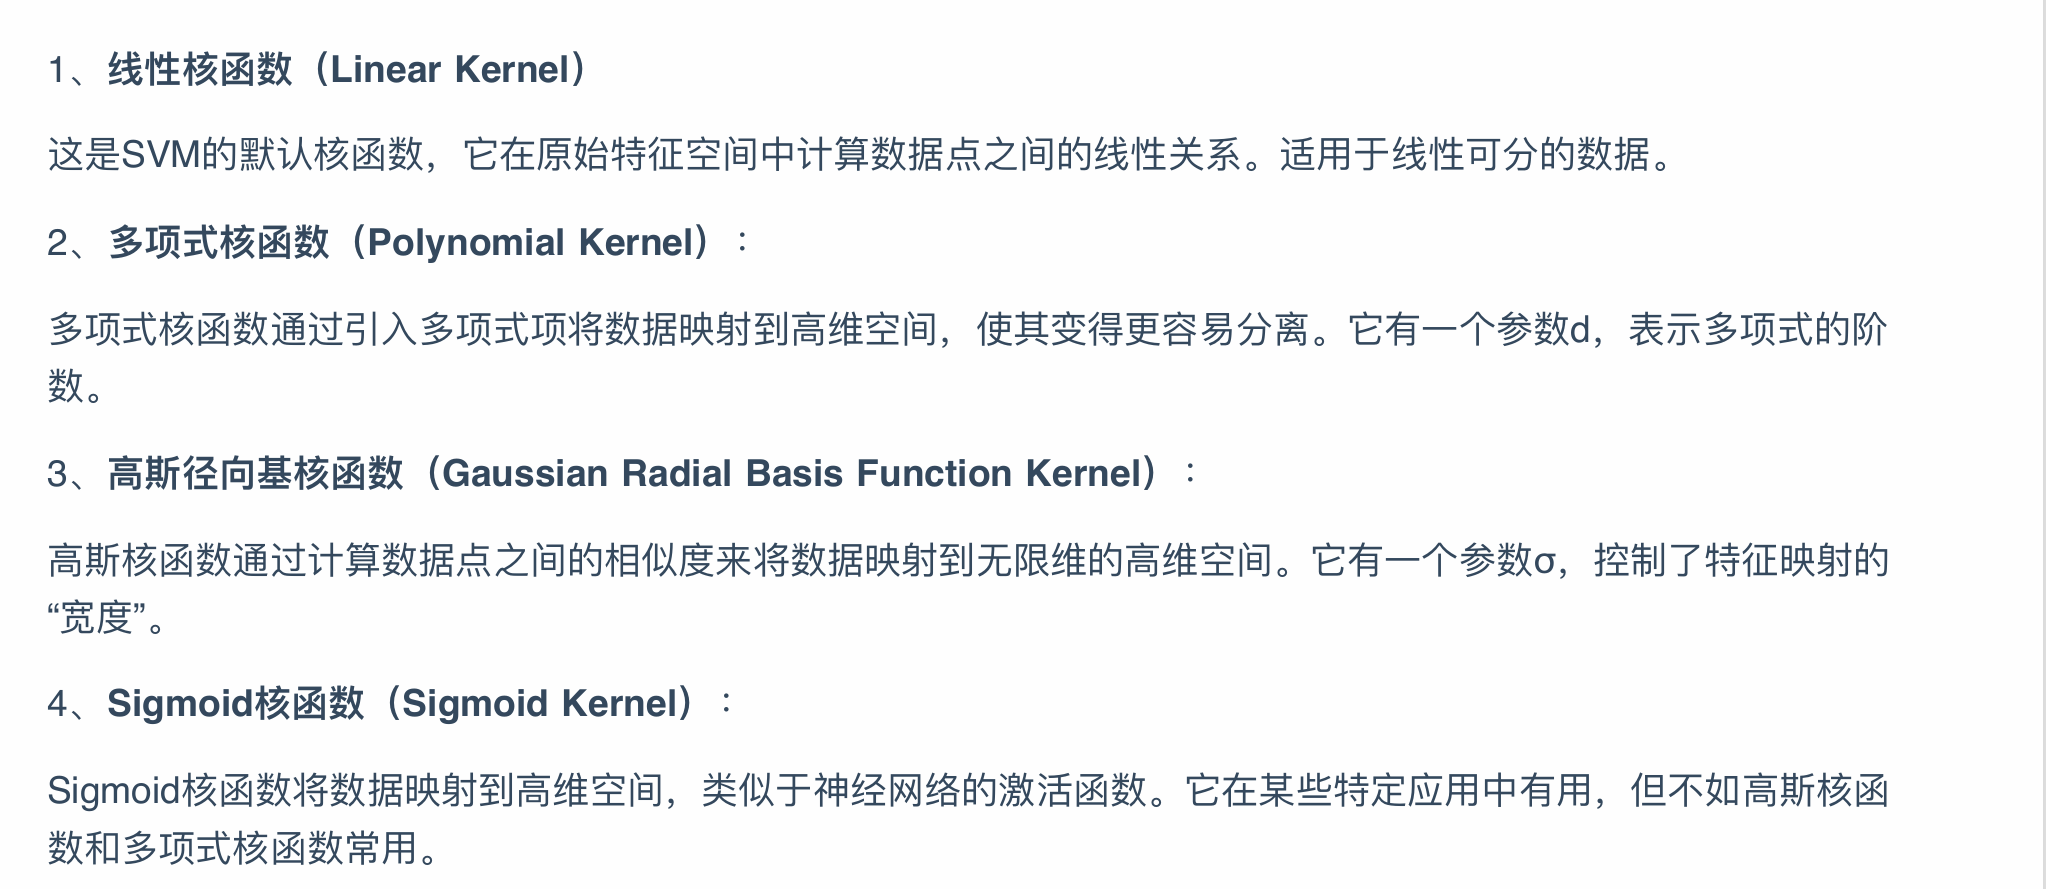 1、线性核函数（Linear Kernel）
这是SVM的默认核函数，它在原始特征空间中计算数据点之间的线性关系。适用于线性可分的数据。
2、多项式核函数（Polynomial Kernel）：
多项式核函数通过引入多项式项将数据映射到高维空间，使其变得更容易分离。它有一个参数d，表示多项式的阶
数。
3、高斯径向基核函数（Gaussian Radial Basis Function Kernel）：
高斯核函数通过计算数据点之间的相似度来将数据映射到无限维的高维空间。它有一个参数σ，控制了特征映射的
“宽度”。
4、Sigmoid核函数（Sigmoid Kernel）：
Sigmoid核函数将数据映射到高维空间，类似于神经网络的激活函数。它在某些特定应用中有用，但不如高斯核函
数和多项式核函数常用。